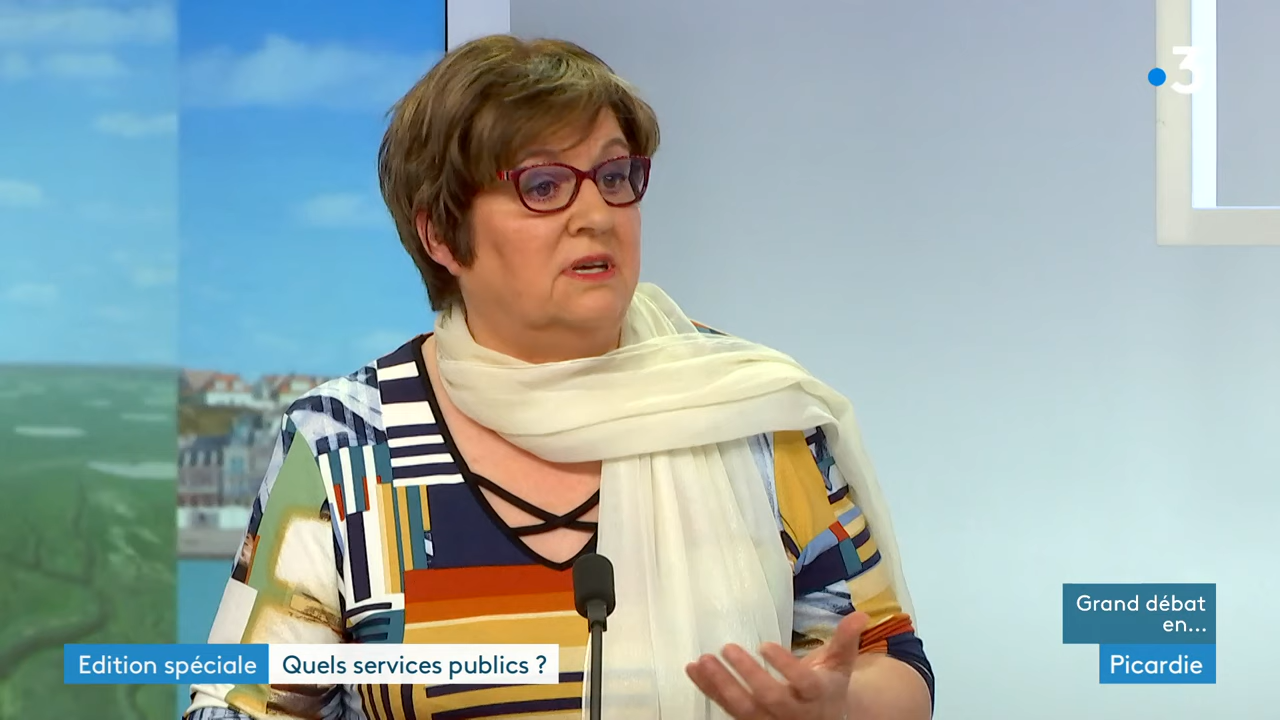 3
Grand débat
en...
Picardie
Edition spéciale
Quels services publics ?